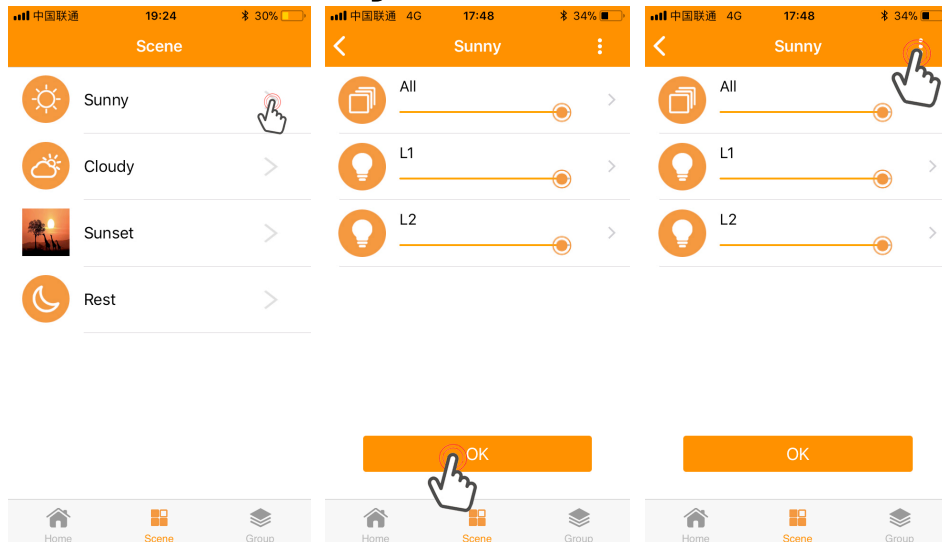 中国联通 19:24 30%
Scene
Sunny
Cloudy
Sunset
Rest
Home Scene Group
中国联通 4G 17:48 34%
Sunny
All
L1
L2
OK
Home Scene Group
中国联通 4G 17:48 34%
Sunny
All
L1
L2
OK
Home Scene Group